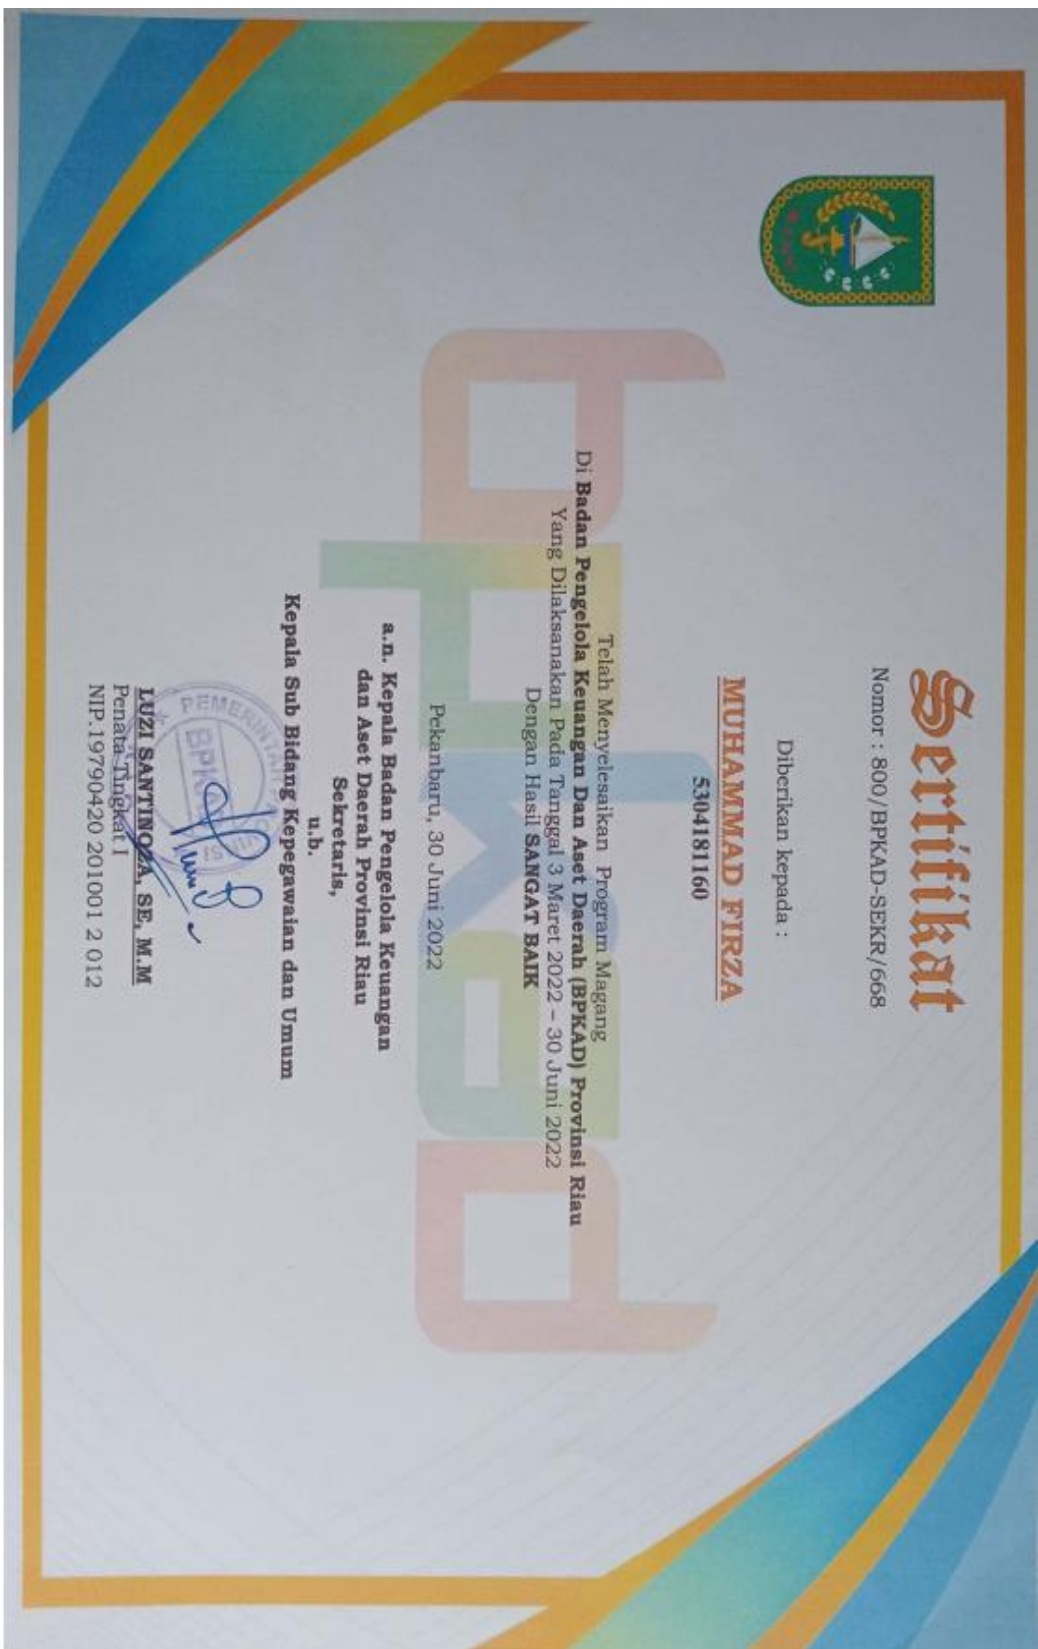 Sertifikat
Nomor : 800/BPKAD-SEKR/668
Diberikan kepada :
MUHAMMAD FIRZA
5304181160
Telah Menyelesaikan Program Magang
Di Badan Pengelola Keuangan Dan Aset Daerah (BPKAD) Provinsi Riau
Yang Dilaksanakan Pada Tanggal 3 Maret 2022 – 30 Juni 2022
Dengan Hasil SANGAT BAIK
Pekanbaru, 30 Juni 2022
a.n. Kepala Badan Pengelola Keuangan
dan Aset Daerah Provinsi Riau
Sekretaris,
u.b.
Kepala Sub Bidang Kepegawaian dan Umum
PEMERINTAH
BPKAD
LUZI SANTINOZA, SE, M.M
Penata Tingkat I
NIP.19790420 201001 2 012
bpkad